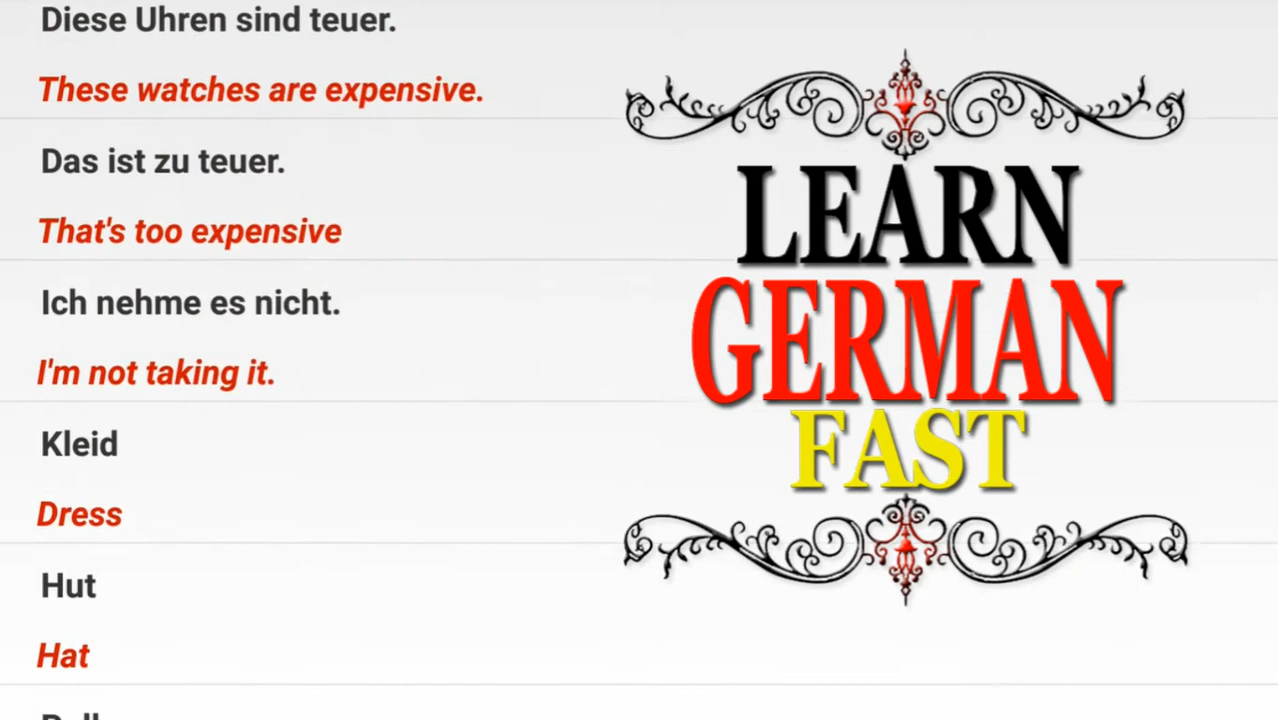 Diese Uhren sind teuer.
These watches are expensive.
Das ist zu teuer.
That's too expensive
Ich nehme es nicht.
I'm not taking it.
Kleid
Dress
Hut
Hat
LEARN
GERMAN
FAST